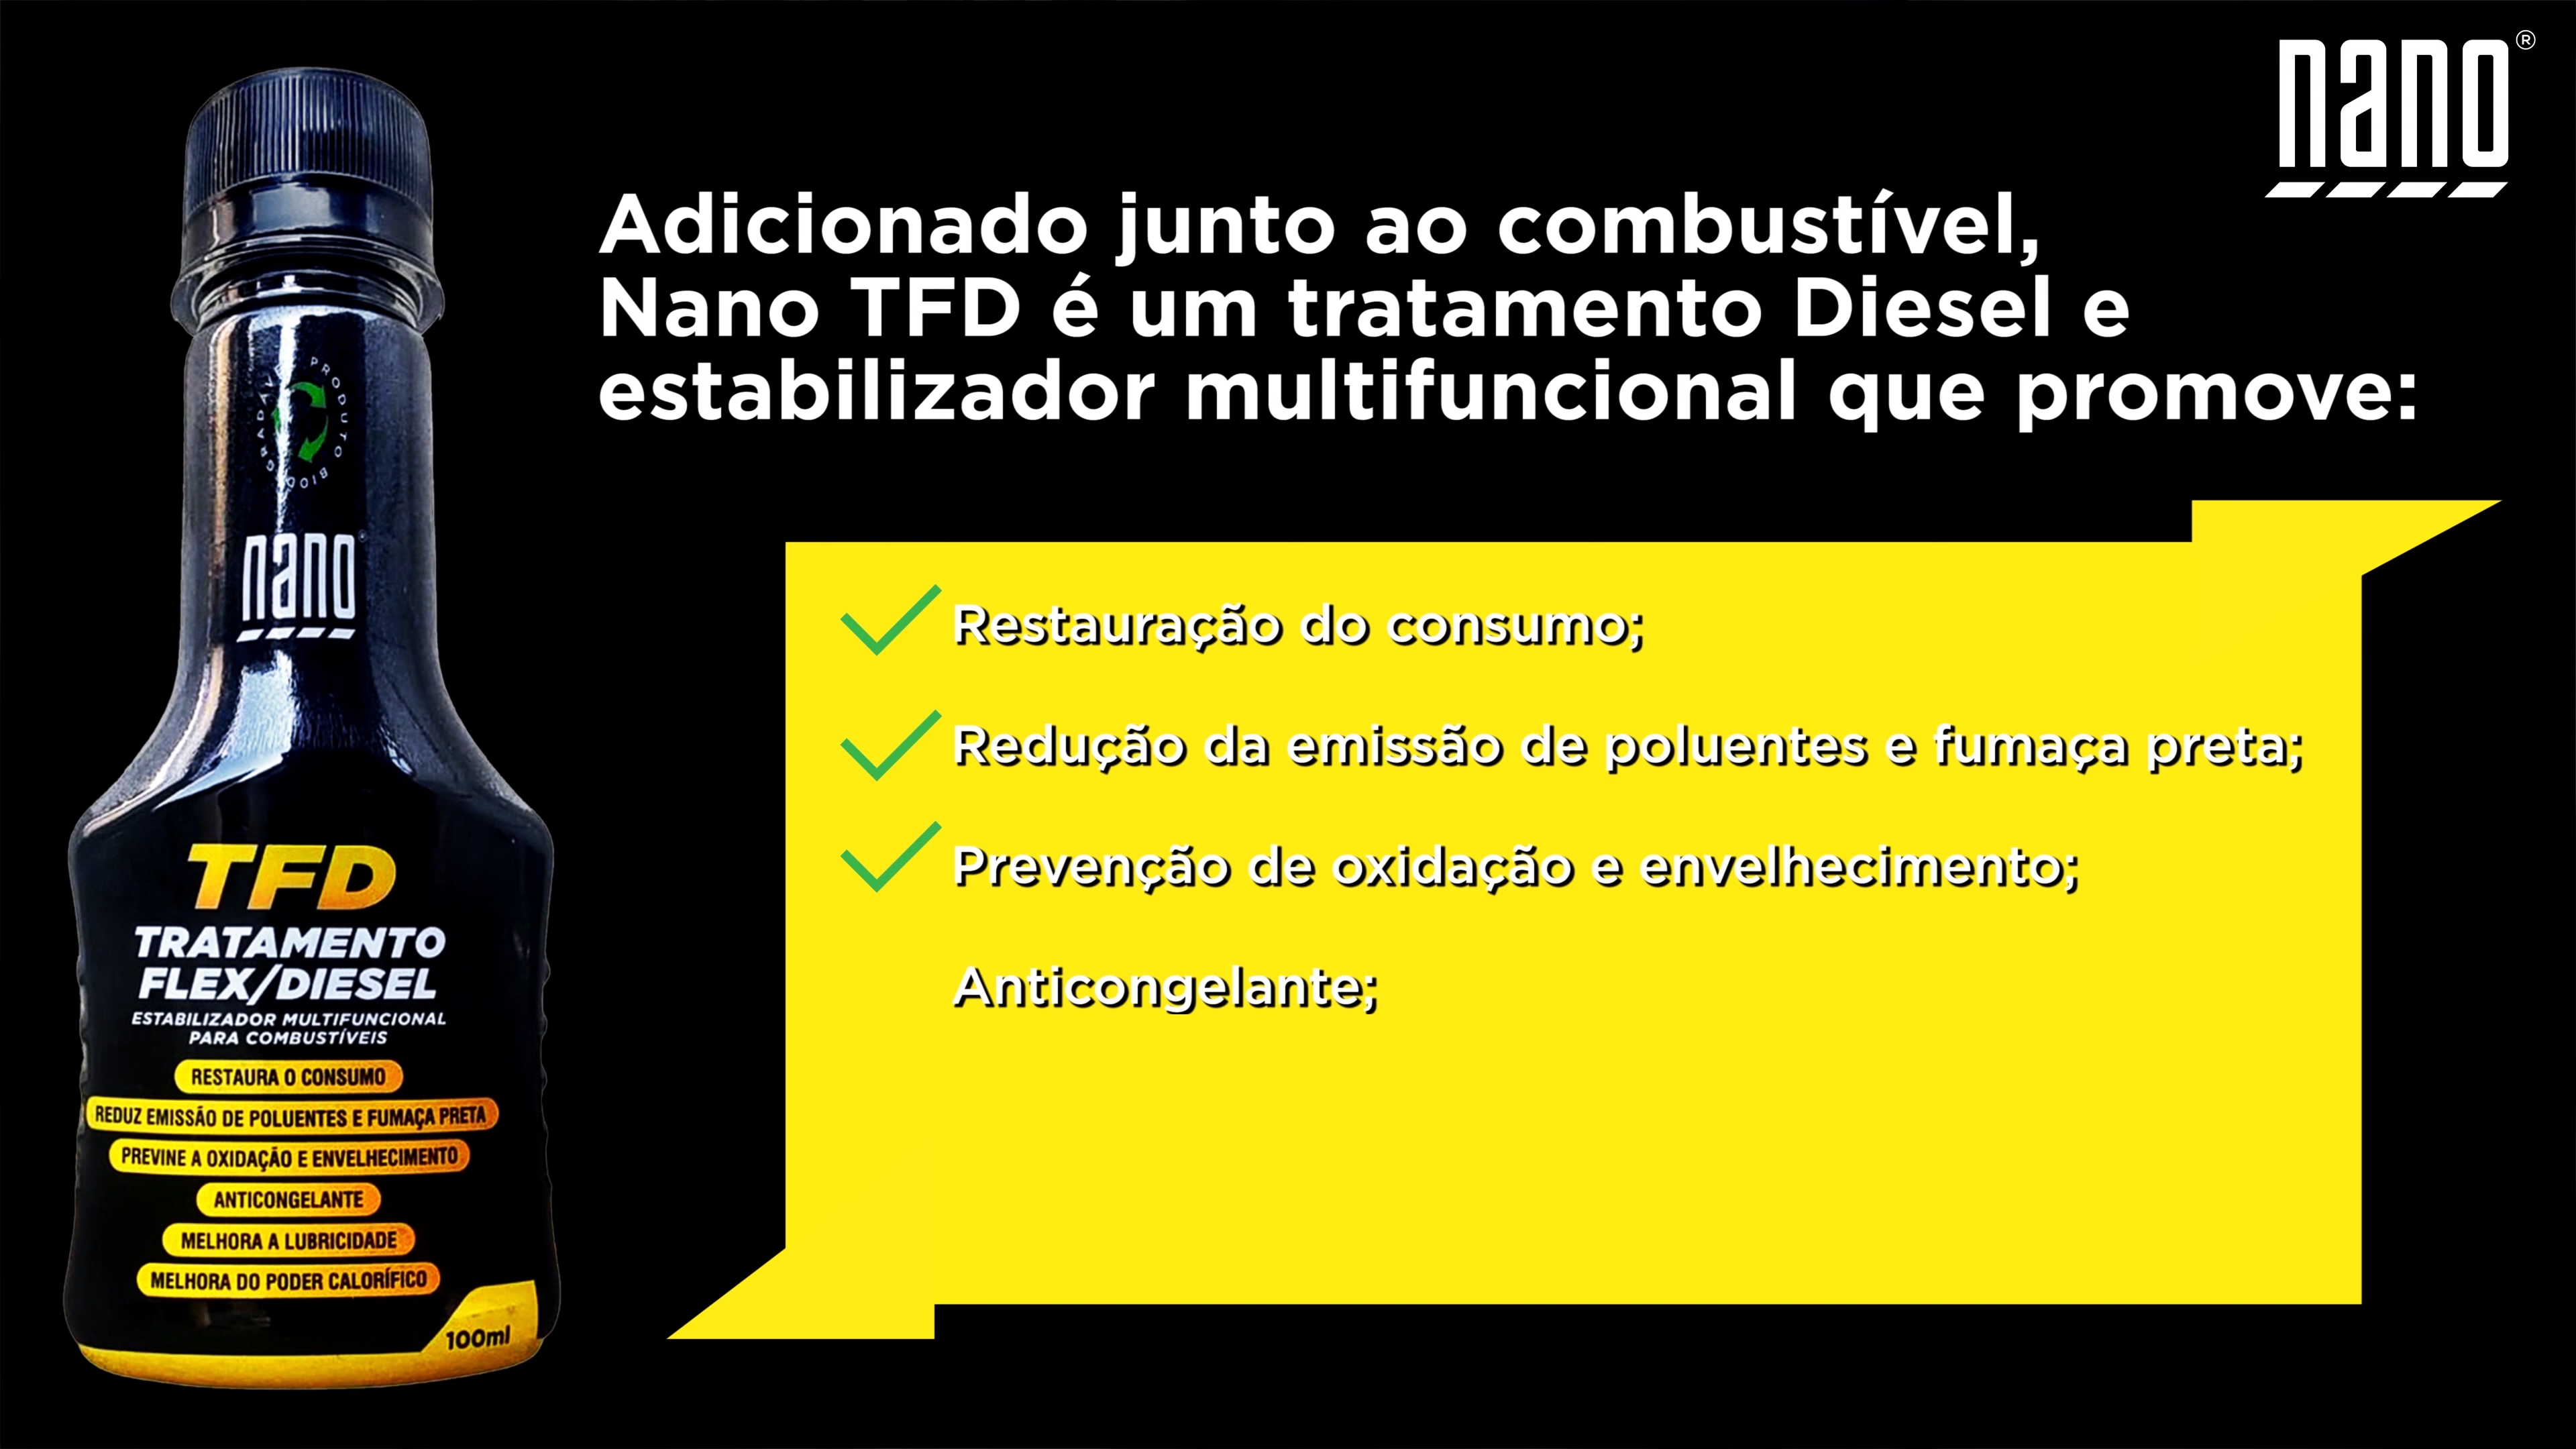 nano®
Adicionado junto ao combustível,
Nano TFD é um tratamento Diesel e
estabilizador multifuncional que promove:
Restauração do consumo;
Redução da emissão de poluentes e fumaça preta;
Prevenção de oxidação e envelhecimento;
Anticongelante;
PRODUTO BIODEGRADÁVEL
nano
TFD
TRATAMENTO
FLEX/DIESEL
ESTABILIZADOR MULTIFUNCIONAL
PARA COMBUSTÍVEIS
RESTAURA O CONSUMO
REDUZ EMISSÃO DE POLUENTES E FUMAÇA PRETA
PREVINE A OXIDAÇÃO E ENVELHECIMENTO
ANTICONGELANTE
MELHORA A LUBRICIDADE
MELHORA DO PODER CALORÍFICO
100ml